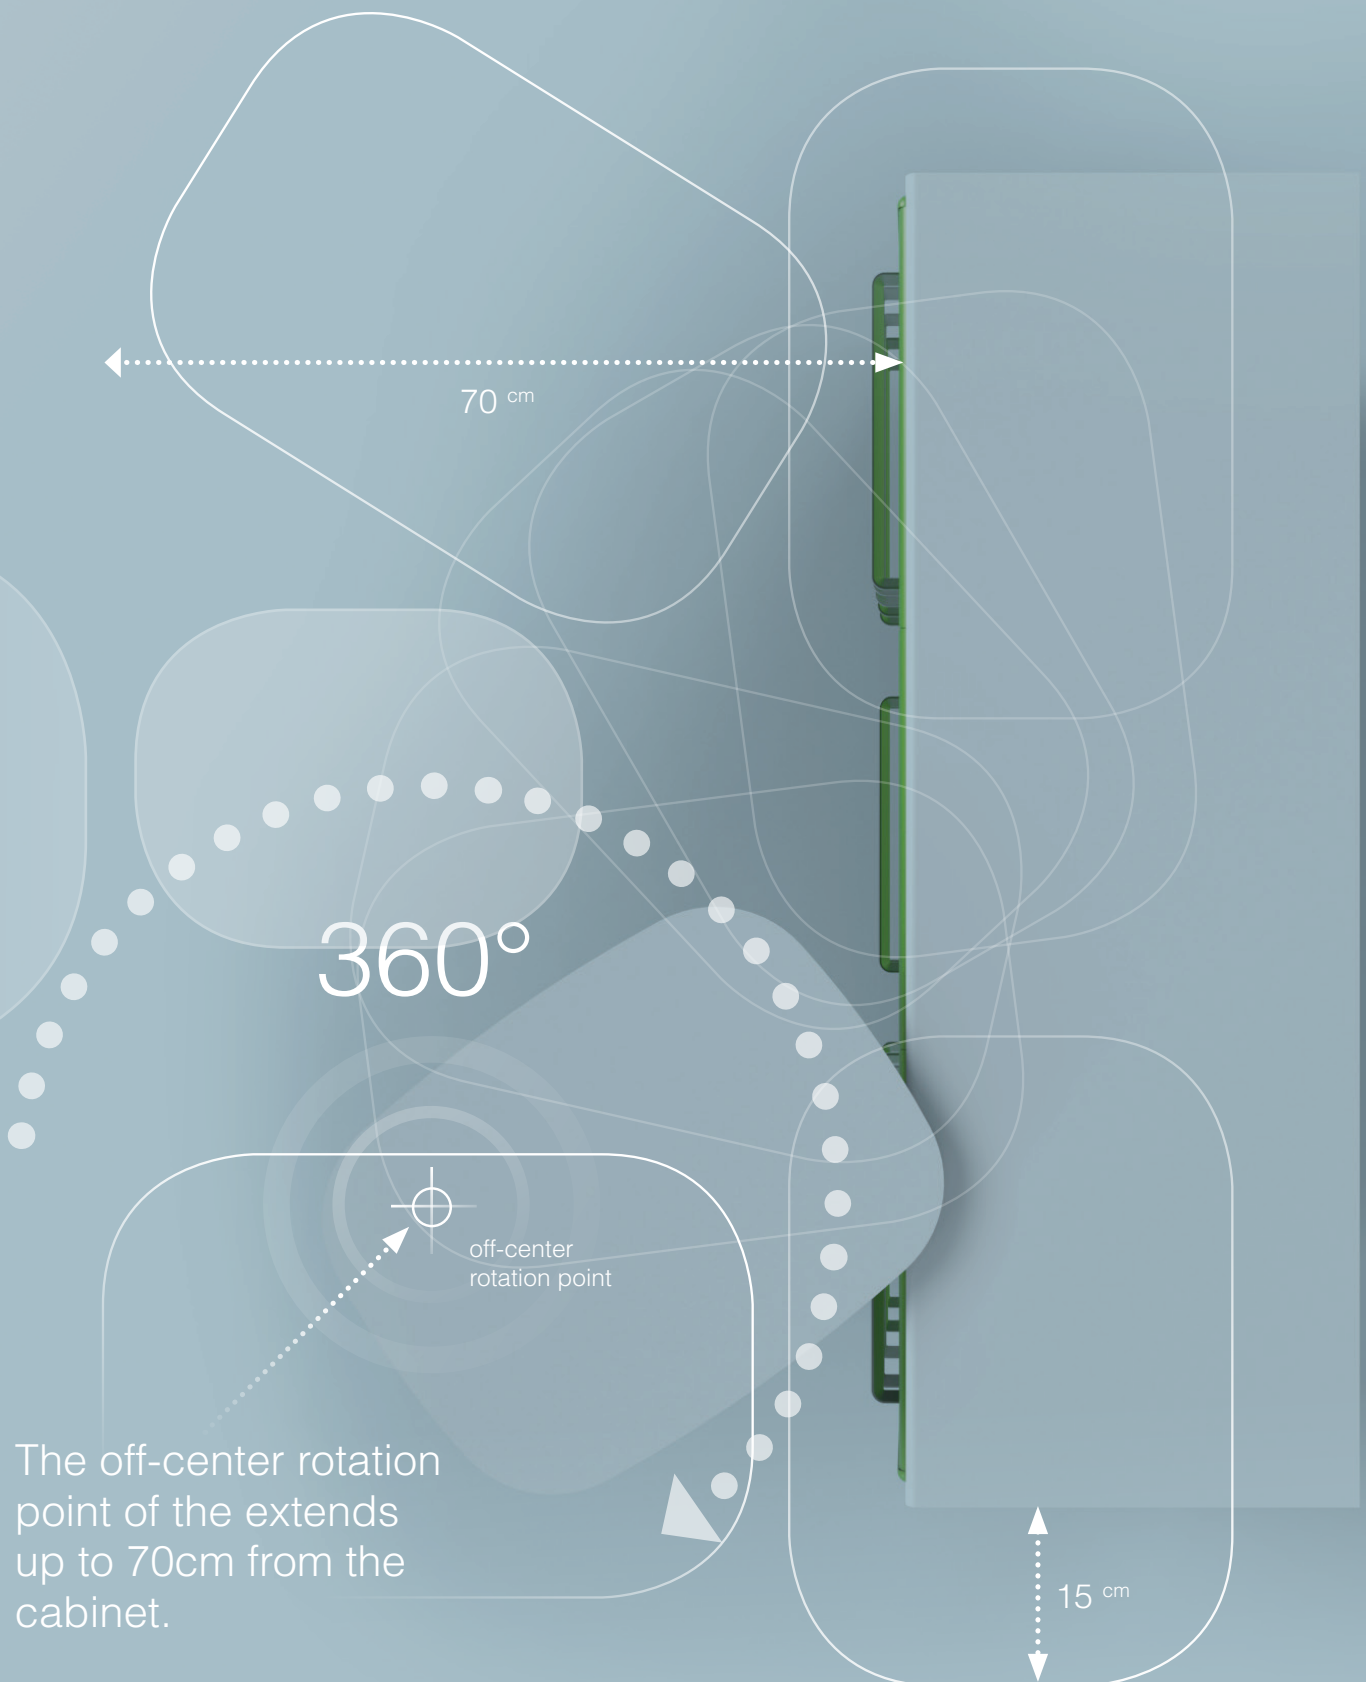 70 cm
360°
off-center
rotation point
The off-center rotation
point of the extends
up to 70cm from the
cabinet.
15 cm